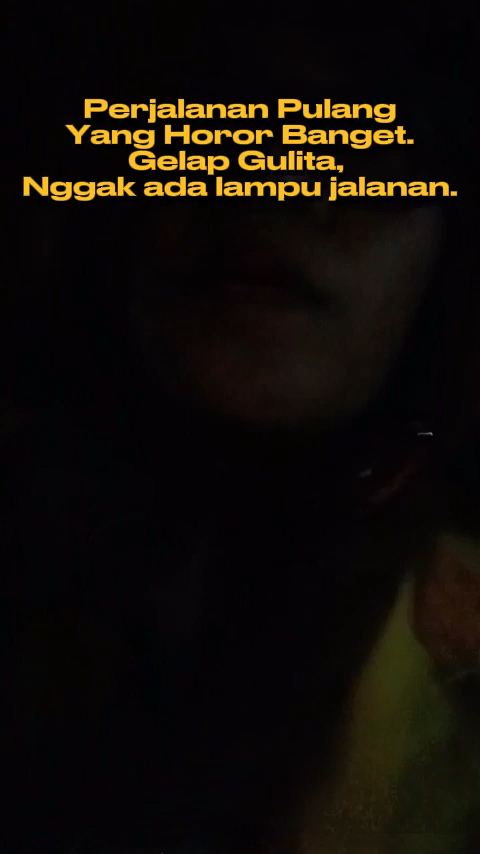 Perjalanan Pulang
Yang Horor Banget.
Gelap Gulita,
Nggak ada lampu jalanan.